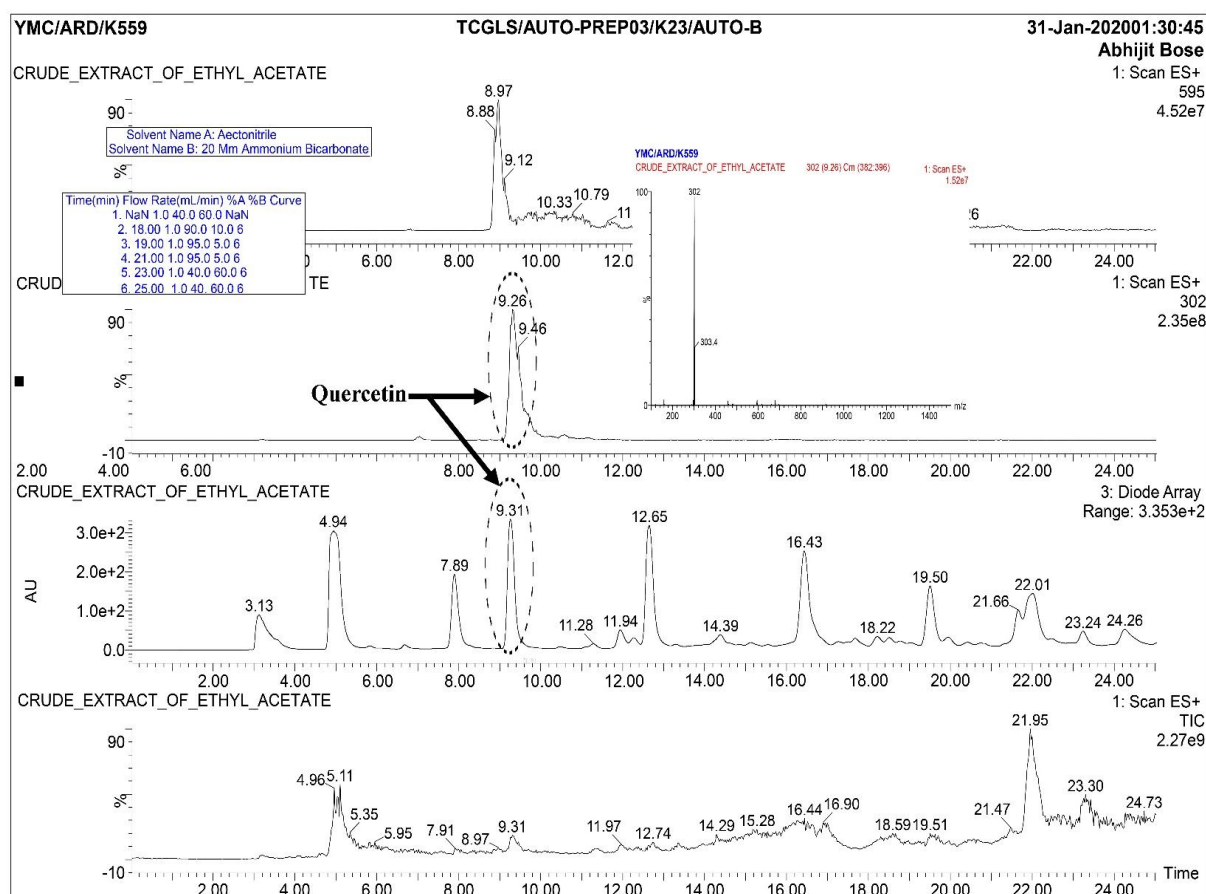 YMC/ARD/K559 TCGLS/AUTO-PREP03/K23/AUTO-B 31-Jan-202001:30:45
Abhijit Bose
CRUDE_EXTRACT_OF_ETHYL_ACETATE 1: Scan ES+
595
4.52e7
90
%
8.97
8.88
9.12
10.33
10.79
11
26
Solvent Name A: Aectonitrile
Solvent Name B: 20 Mm Ammonium Bicarbonate
Time(min) Flow Rate(mL/min) %A %B Curve
1. NaN 1.0 40.0 60.0 NaN
2. 18.00 1.0 90.0 10.0 6
3. 19.00 1.0 95.0 5.0 6
4. 21.00 1.0 95.0 5.0 6
5. 23.00 1.0 40.0 60.0 6
6. 25.00 1.0 40. 60.0 6
0 6.00 8.00 10.00 12.0 22.00 24.00
YMC/ARD/K559
CRUDE_EXTRACT_OF_ETHYL_ACETATE 302 (9.26) Cm (382:396) 1: Scan ES+
1.52e7
100
302
%
303.4
0
200 400 600 800 1000 1200 1400 m/z
CRUD TE 1: Scan ES+
302
2.35e8
90
%
-10
9.26
9.46
Quercetin
2.00 4.00 6.00 8.00 10.00 12.00 14.00 16.00 18.00 20.00 22.00 24.00
CRUDE_EXTRACT_OF_ETHYL_ACETATE 3: Diode Array
Range: 3.353e+2
AU
3.0e+2
2.0e+2
1.0e+2
0.0
3.13
4.94
7.89
9.31
11.28
11.94
12.65
14.39
16.43
18.22
19.50
21.66
22.01
23.24
24.26
2.00 4.00 6.00 8.00 10.00 12.00 14.00 16.00 18.00 20.00 22.00 24.00
CRUDE_EXTRACT_OF_ETHYL_ACETATE 1: Scan ES+
TIC
2.27e9
90
%
-10
4.96
5.11
5.35
5.95
7.91
8.97
9.31
11.97
12.74
14.29
15.28
16.44
16.90
18.59
19.51
21.47
21.95
23.30
24.73
Time
2.00 4.00 6.00 8.00 10.00 12.00 14.00 16.00 18.00 20.00 22.00 24.00